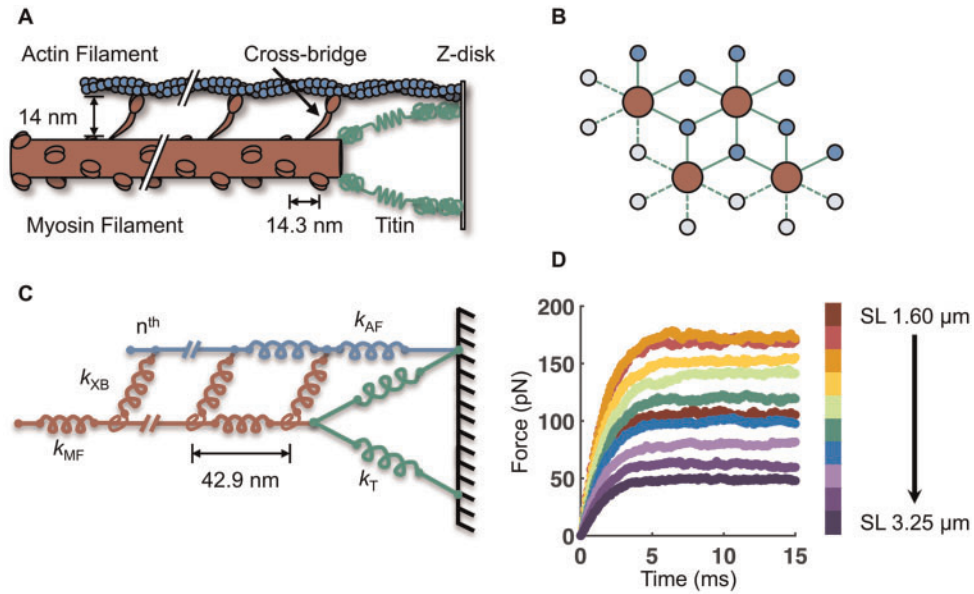 A
Actin Filament
Cross-bridge
Z-disk
14 nm
Myosin Filament
14.3 nm
Titin
B
C
nth
kAF
kXB
kMF
42.9 nm
kT
D
Force (pN)
200
150
100
50
0
0
5
10
15
Time (ms)
SL 1.60 µm
SL 3.25 µm